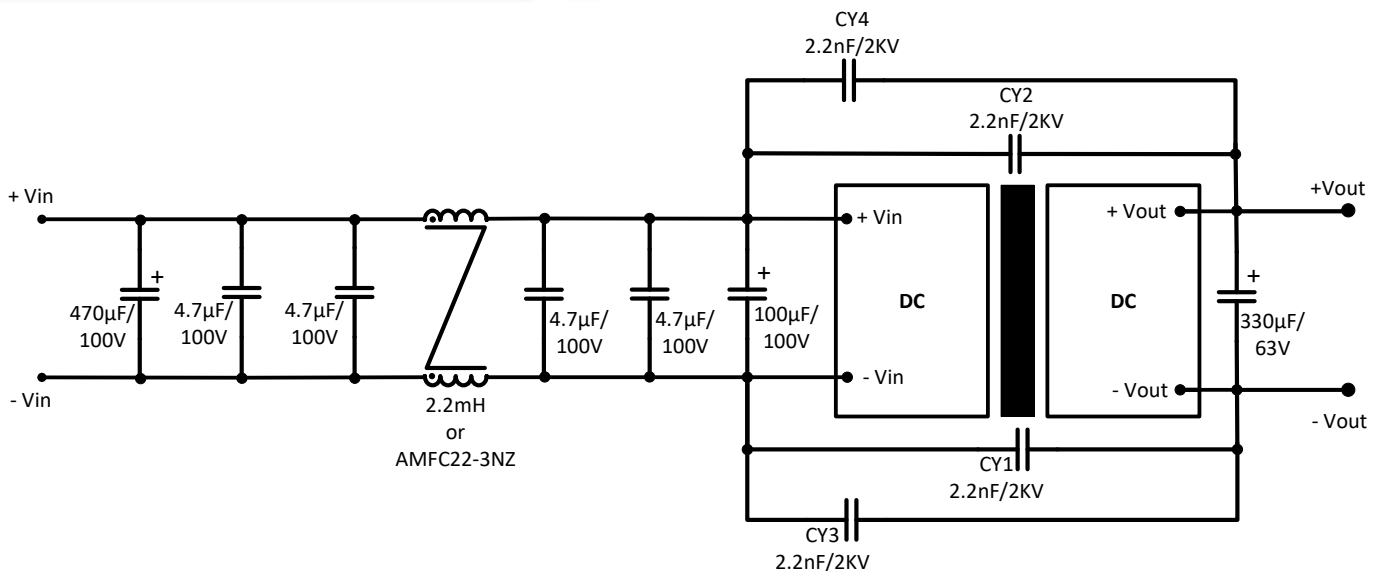 CY4
2.2nF/2KV
CY2
2.2nF/2KV
+ Vin
+ Vin
+ Vout
+Vout
470µF/
100V
+
4.7µF/
100V
4.7µF/
100V
4.7µF/
100V
4.7µF/
100V
+
100µF/
100V
DC
DC
+
330µF/
63V
- Vin
- Vin
- Vout
- Vout
2.2mH
or
AMFC22-3NZ
CY1
2.2nF/2KV
CY3
2.2nF/2KV